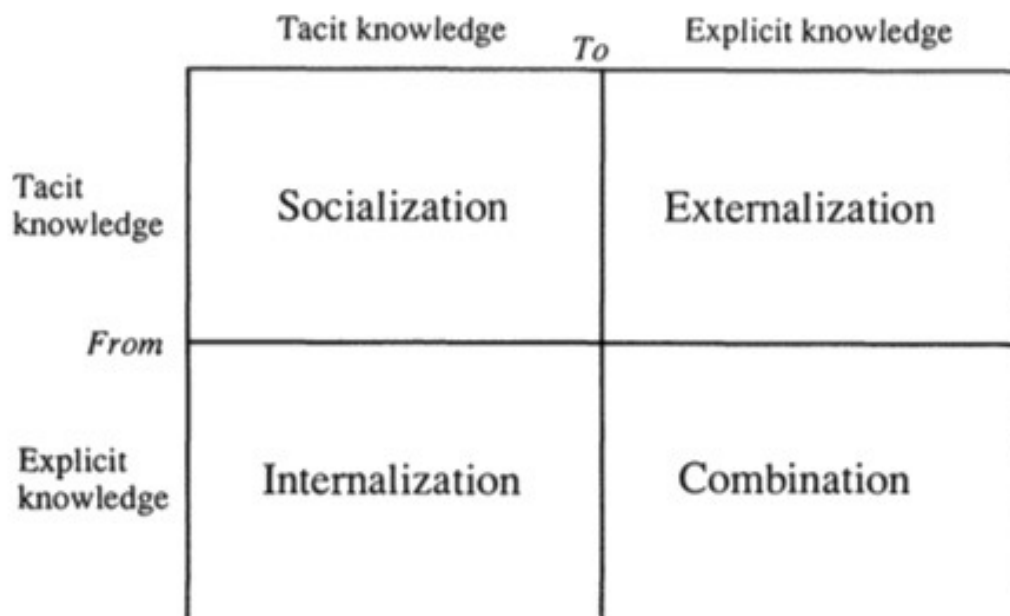 Tacit knowledge To Explicit knowledge
Tacit
knowledge
Socialization Externalization
From
Explicit
knowledge
Internalization Combination